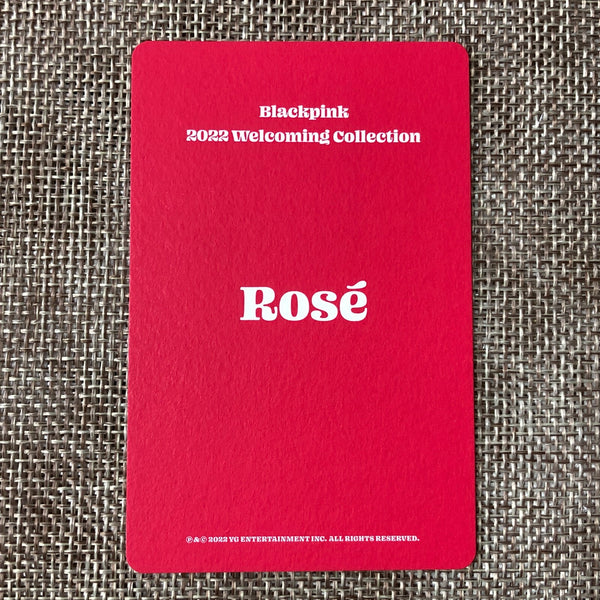 Blackpink
2022 Welcoming Collection
Rosé
℗&© 2022 YG ENTERTAINMENT INC. ALL RIGHTS RESERVED.